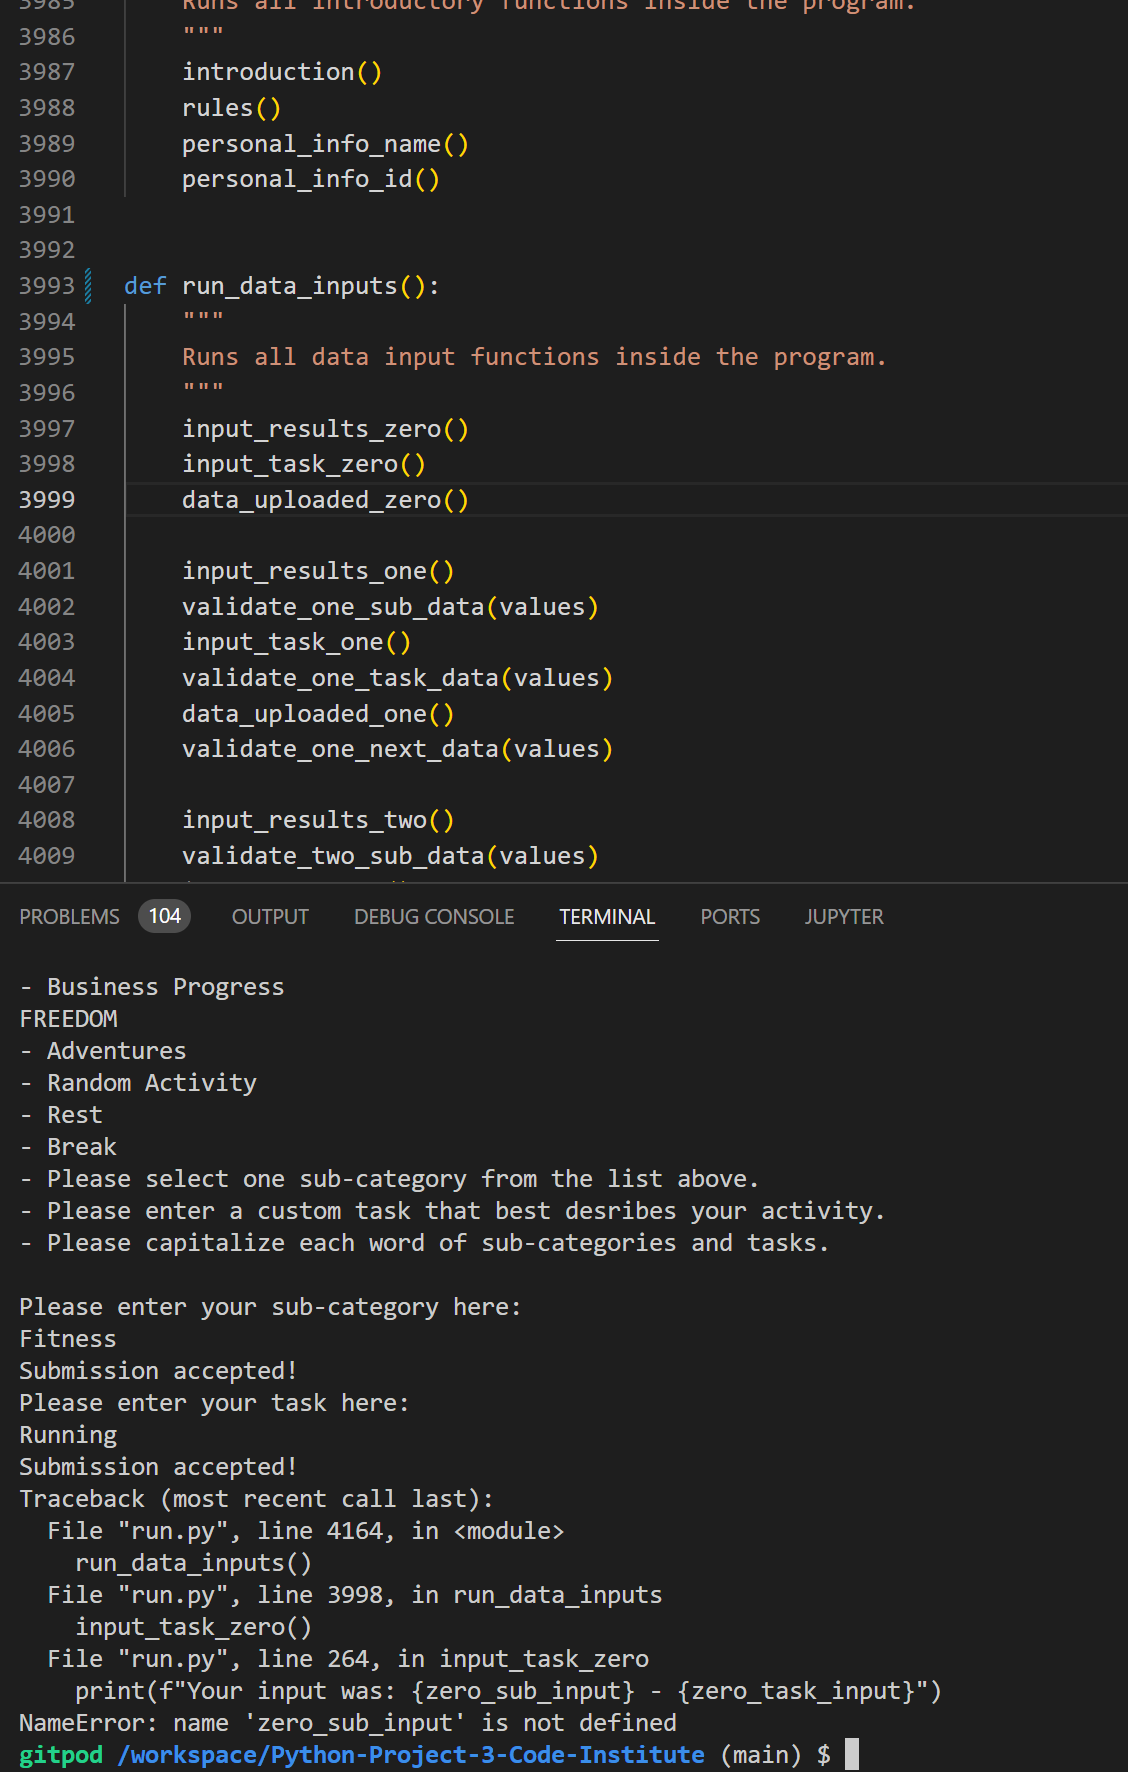 3985 Runs all introductory functions inside the program.
3986 """
3987 introduction()
3988 rules()
3989 personal_info_name()
3990 personal_info_id()
3991
3992
3993 def run_data_inputs():
3994 """
3995 Runs all data input functions inside the program.
3996 """
3997 input_results_zero()
3998 input_task_zero()
3999 data_uploaded_zero()
4000
4001 input_results_one()
4002 validate_one_sub_data(values)
4003 input_task_one()
4004 validate_one_task_data(values)
4005 data_uploaded_one()
4006 validate_one_next_data(values)
4007
4008 input_results_two()
4009 validate_two_sub_data(values)
PROBLEMS 104 OUTPUT DEBUG CONSOLE TERMINAL PORTS JUPYTER
- Business Progress
FREEDOM
- Adventures
- Random Activity
- Rest
- Break
- Please select one sub-category from the list above.
- Please enter a custom task that best desribes your activity.
- Please capitalize each word of sub-categories and tasks.
Please enter your sub-category here:
Fitness
Submission accepted!
Please enter your task here:
Running
Submission accepted!
Traceback (most recent call last):
File "run.py", line 4164, in <module>
run_data_inputs()
File "run.py", line 3998, in run_data_inputs
input_task_zero()
File "run.py", line 264, in input_task_zero
print(f"Your input was: {zero_sub_input} - {zero_task_input}")
NameError: name 'zero_sub_input' is not defined
gitpod /workspace/Python-Project-3-Code-Institute (main) $